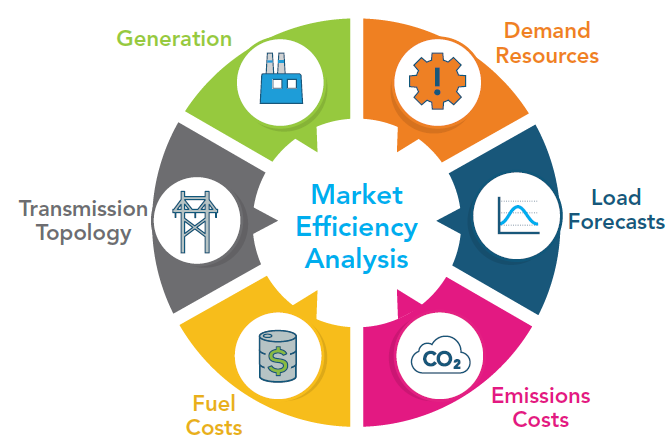 Generation
Demand
Resources
Transmission
Topology
Market
Efficiency
Analysis
Load
Forecasts
$
CO₂
Fuel
Costs
Emissions
Costs